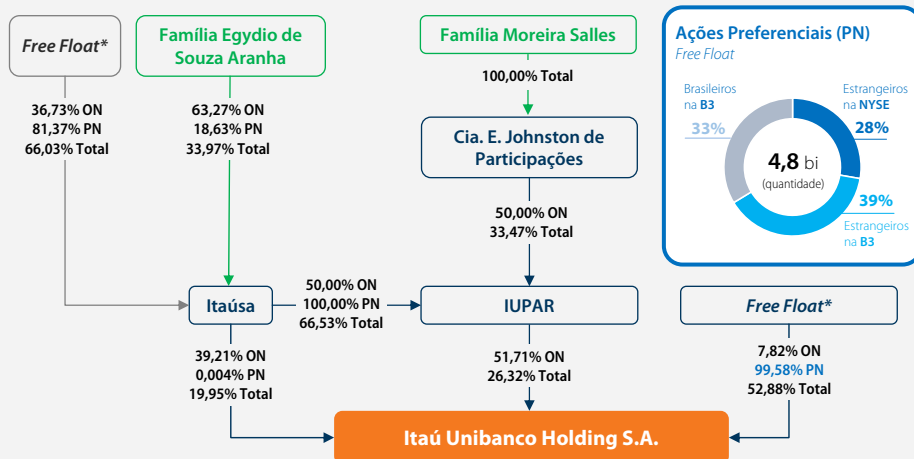 Free Float*
Família Egydio de
Souza Aranha
Família Moreira Salles
36,73% ON
81,37% PN
66,03% Total
63,27% ON
18,63% PN
33,97% Total
100,00% Total
Cia. E. Johnston de
Participações
50,00% ON
33,47% Total
Itaúsa
50,00% ON
100,00% PN
66,53% Total
IUPAR
Free Float*
39,21% ON
0,004% PN
19,95% Total
51,71% ON
26,32% Total
7,82% ON
99,58% PN
52,88% Total
Itaú Unibanco Holding S.A.
Ações Preferenciais (PN)
Free Float
Brasileiros
na B3
33%
Estrangeiros
na NYSE
28%
4,8 bi
(quantidade)
39%
Estrangeiros
na B3